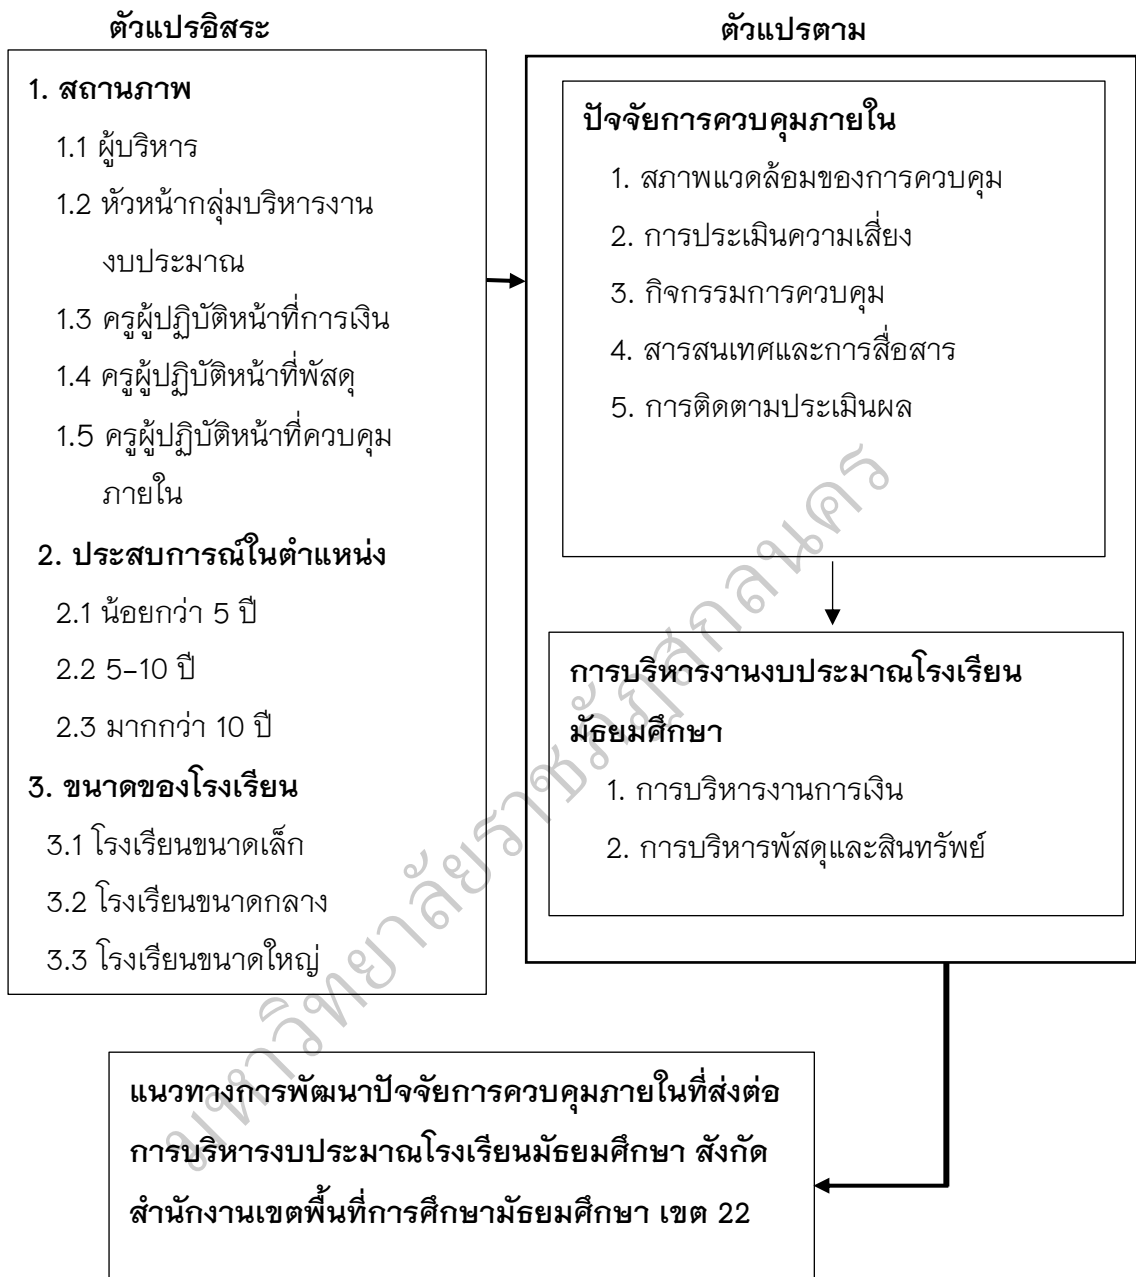 ตัวแปรอิสระ
1. สถานภาพ
1.1 ผู้บริหาร
1.2 หัวหน้ากลุ่มบริหารงาน
งบประมาณ
1.3 ครูผู้ปฏิบัติหน้าที่การเงิน
1.4 ครูผู้ปฏิบัติหน้าที่พัสดุ
1.5 ครูผู้ปฏิบัติหน้าที่ควบคุม
ภายใน
2. ประสบการณ์ในตำแหน่ง
2.1 น้อยกว่า 5 ปี
2.2 5–10 ปี
2.3 มากกว่า 10 ปี
3. ขนาดของโรงเรียน
3.1 โรงเรียนขนาดเล็ก
3.2 โรงเรียนขนาดกลาง
3.3 โรงเรียนขนาดใหญ่
ตัวแปรตาม
ปัจจัยการควบคุมภายใน
1. สภาพแวดล้อมของการควบคุม
2. การประเมินความเสี่ยง
3. กิจกรรมการควบคุม
4. สารสนเทศและการสื่อสาร
5. การติดตามประเมินผล
การบริหารงานงบประมาณโรงเรียน
มัธยมศึกษา
1. การบริหารงานการเงิน
2. การบริหารพัสดุและสินทรัพย์
แนวทางการพัฒนาปัจจัยการควบคุมภายในที่ส่งต่อ
การบริหารงบประมาณโรงเรียนมัธยมศึกษา สังกัด
สำนักงานเขตพื้นที่การศึกษามัธยมศึกษา เขต 22
มหาวิทยาลัยราชภัฏสกลนคร